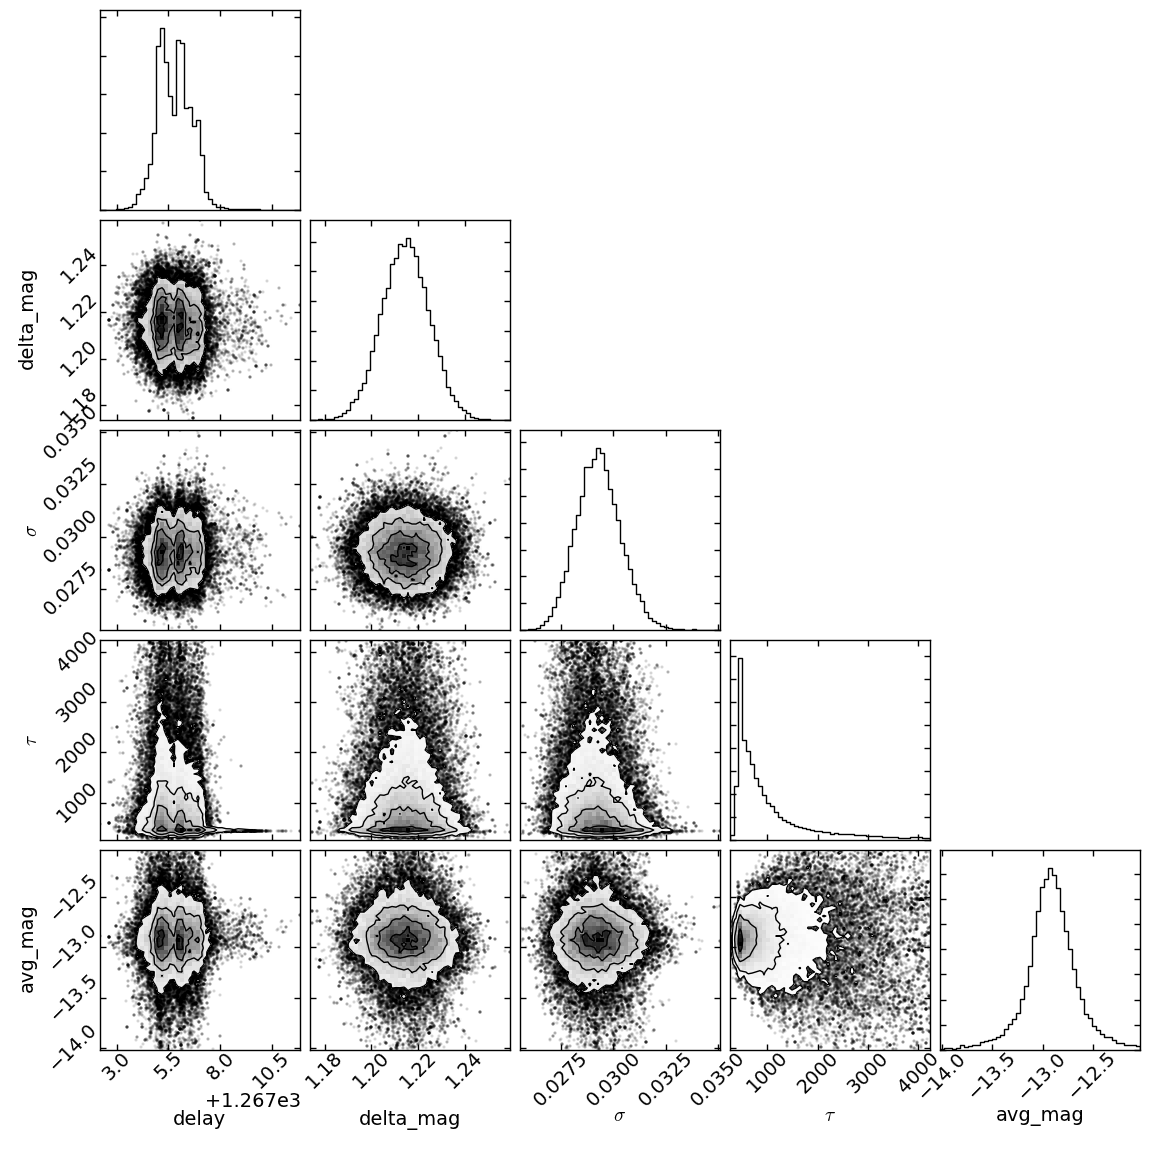 delta_mag
1.24
1.22
1.20
1.18
σ
0.0350
0.0325
0.0300
0.0275
τ
4000
3000
2000
1000
avg_mag
−12.5
−13.0
−13.5
−14.0
3.0 5.5 8.0 10.5
+1.267e3
delay
1.18 1.20 1.22 1.24
delta_mag
0.0275 0.0300 0.0325 0.0350
σ
1000 2000 3000 4000
τ
−14.0 −13.5 −13.0 −12.5
avg_mag